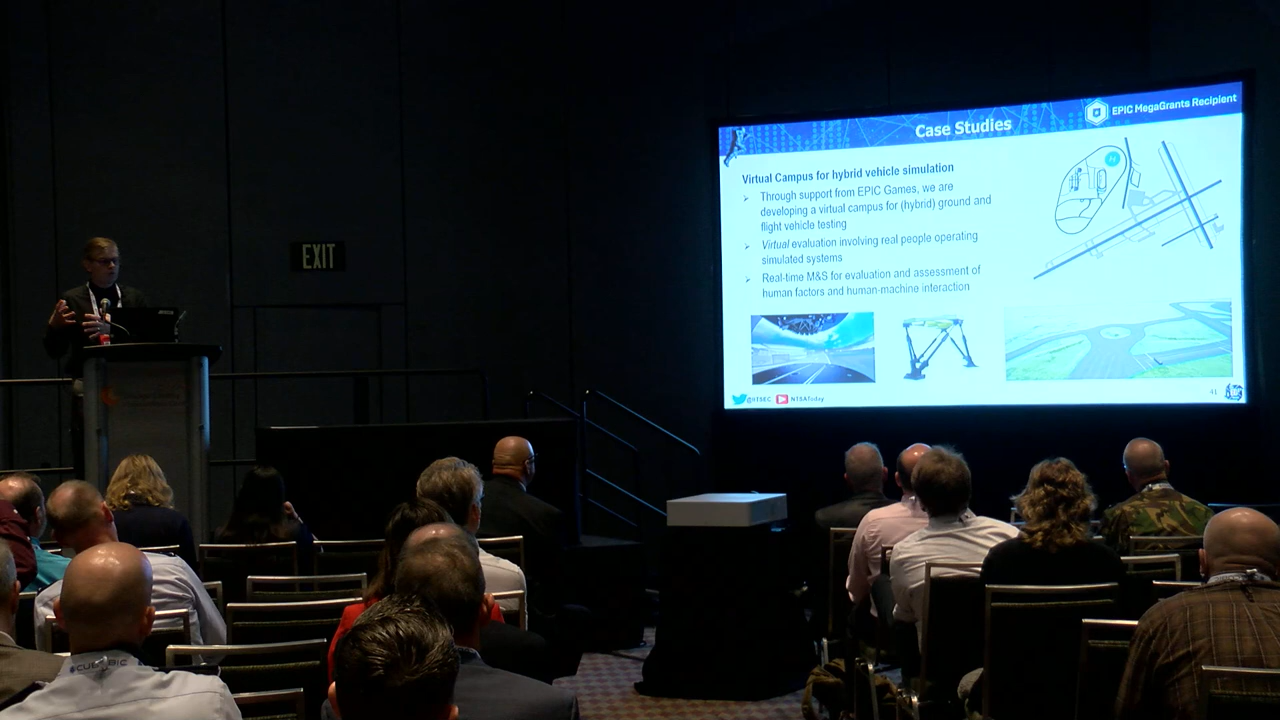 EPIC MegaGrants Recipient
Case Studies
Virtual Campus for hybrid vehicle simulation
Through support from EPIC Games, we are
developing a virtual campus for (hybrid) ground and
flight vehicle testing
Virtual evaluation involving real people operating
simulated systems
Real-time M&S for evaluation and assessment of
human factors and human-machine interaction
@IITSEC
NTSAToday
41
EXIT
H